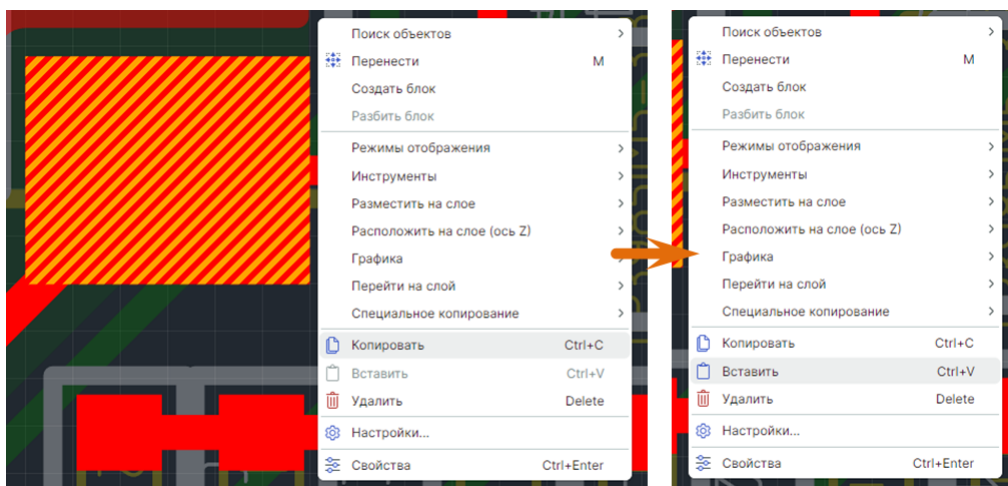 Поиск объектов
Перенести M
Создать блок
Разбить блок
Режимы отображения
Инструменты
Разместить на слое
Расположить на слое (ось Z)
Графика
Перейти на слой
Специальное копирование
Копировать Ctrl+C
Вставить Ctrl+V
Удалить Delete
Настройки...
Свойства Ctrl+Enter
Поиск объектов
Перенести M
Создать блок
Разбить блок
Режимы отображения
Инструменты
Разместить на слое
Расположить на слое (ось Z)
Графика
Перейти на слой
Специальное копирование
Копировать Ctrl+C
Вставить Ctrl+V
Удалить Delete
Настройки...
Свойства Ctrl+Enter